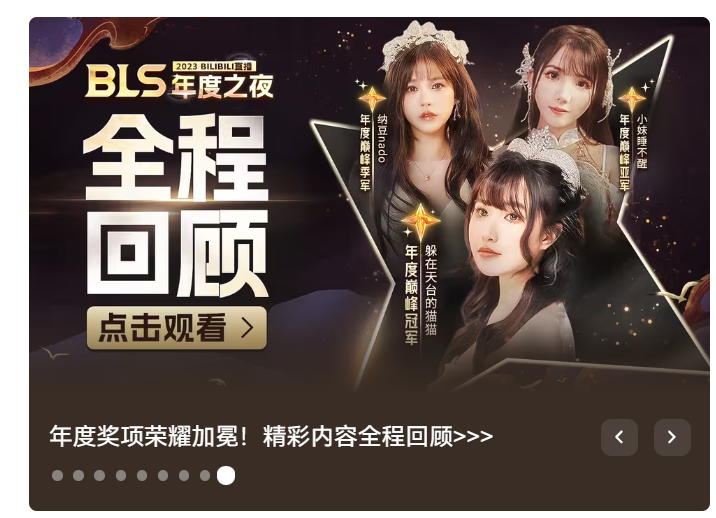 2023 BILIBILI直播
BLS年度之夜
全程
回顾
点击观看
纳豆nado
年度巅峰季军
小妹睡不醒
年度巅峰亚军
躲在天台的猫猫
年度巅峰冠军
年度奖项荣耀加冕！精彩内容全程回顾>>>